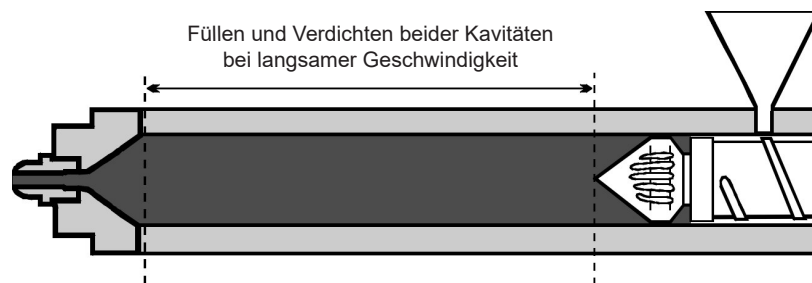 Füllen und Verdichten beider Kavitäten
bei langsamer Geschwindigkeit